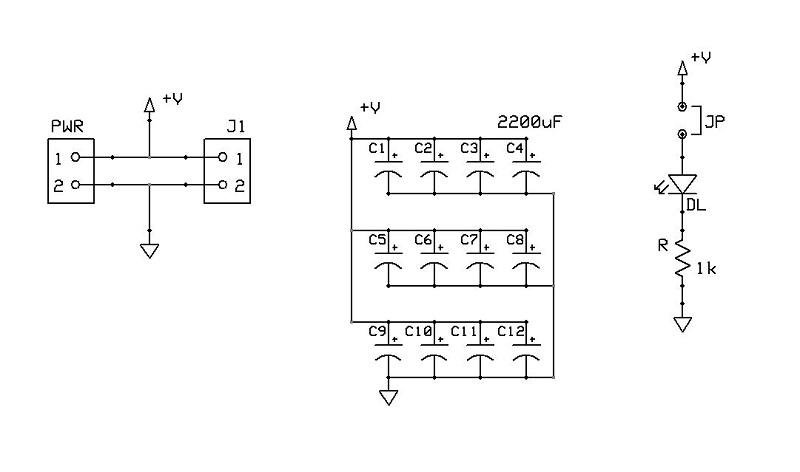 +V
PWR
J1
1
1
2
2
+V
2200uF
C1 + C2 + C3 + C4 +
C5 + C6 + C7 + C8 +
C9 + C10 + C11 + C12 +
+V
JP
DL
R
1k